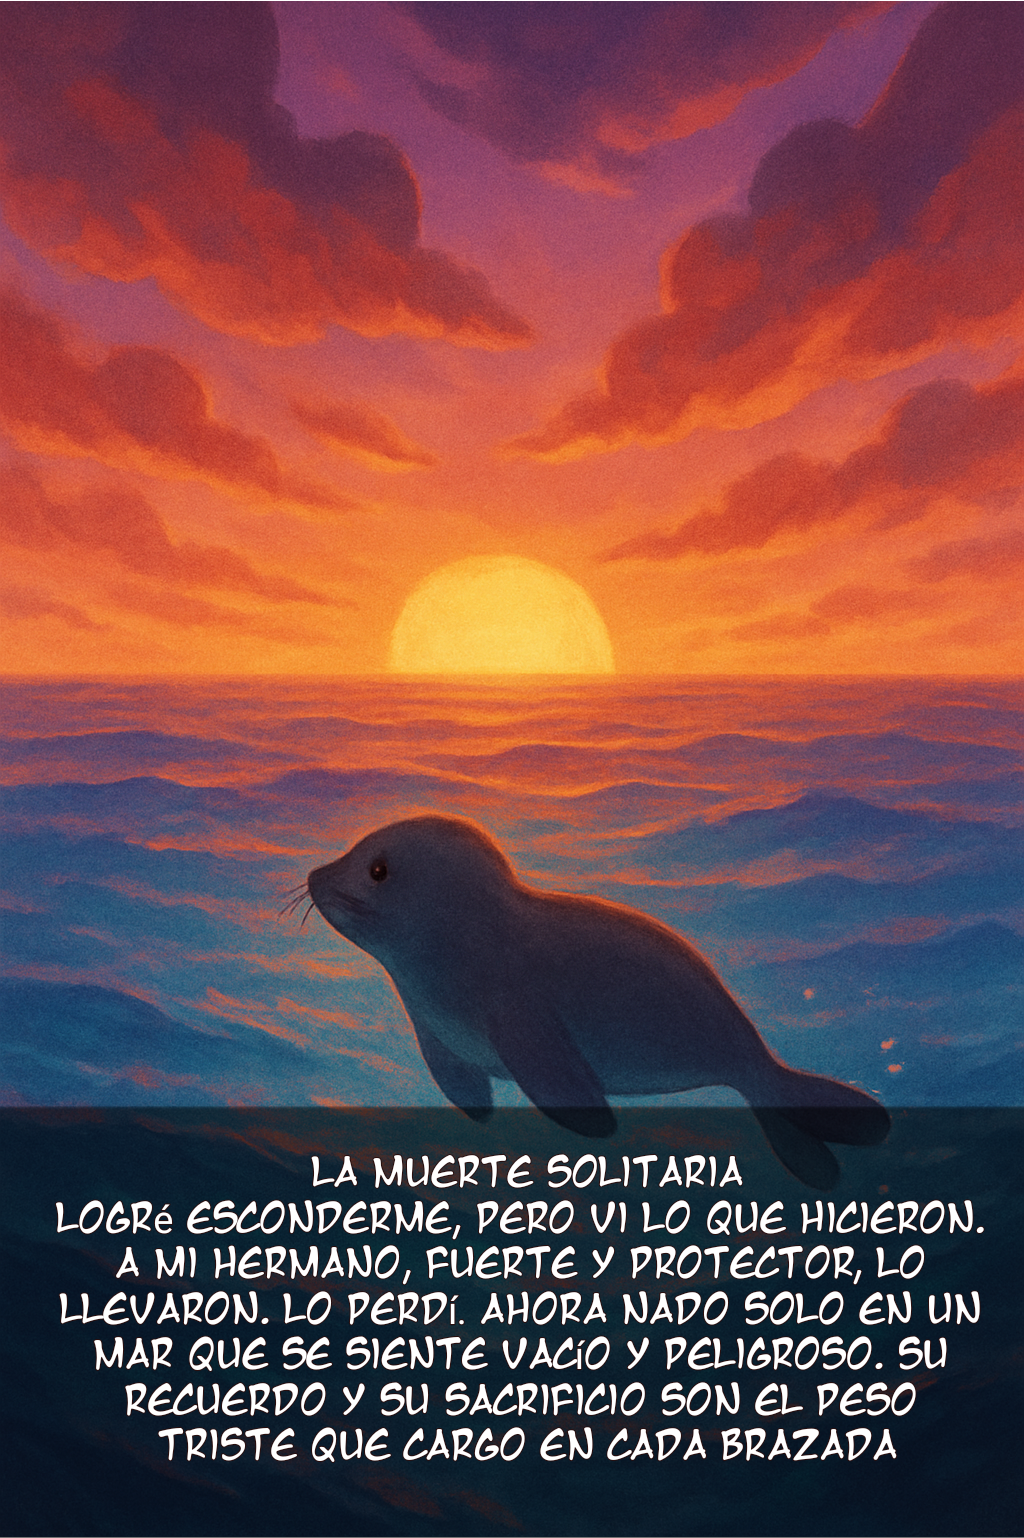 LA MUERTE SOLITARIA
LOGRé ESCONDERME, PERO VI LO QUE HICIERON.
A MI HERMANO, FUERTE Y PROTECTOR, LO
LLEVARON. LO PERDí. AHORA NADO SOLO EN UN
MAR QUE SE SIENTE VACíO Y PELIGROSO. SU
RECUERDO Y SU SACRIFICIO SON EL PESO
TRISTE QUE CARGO EN CADA BRAZADA